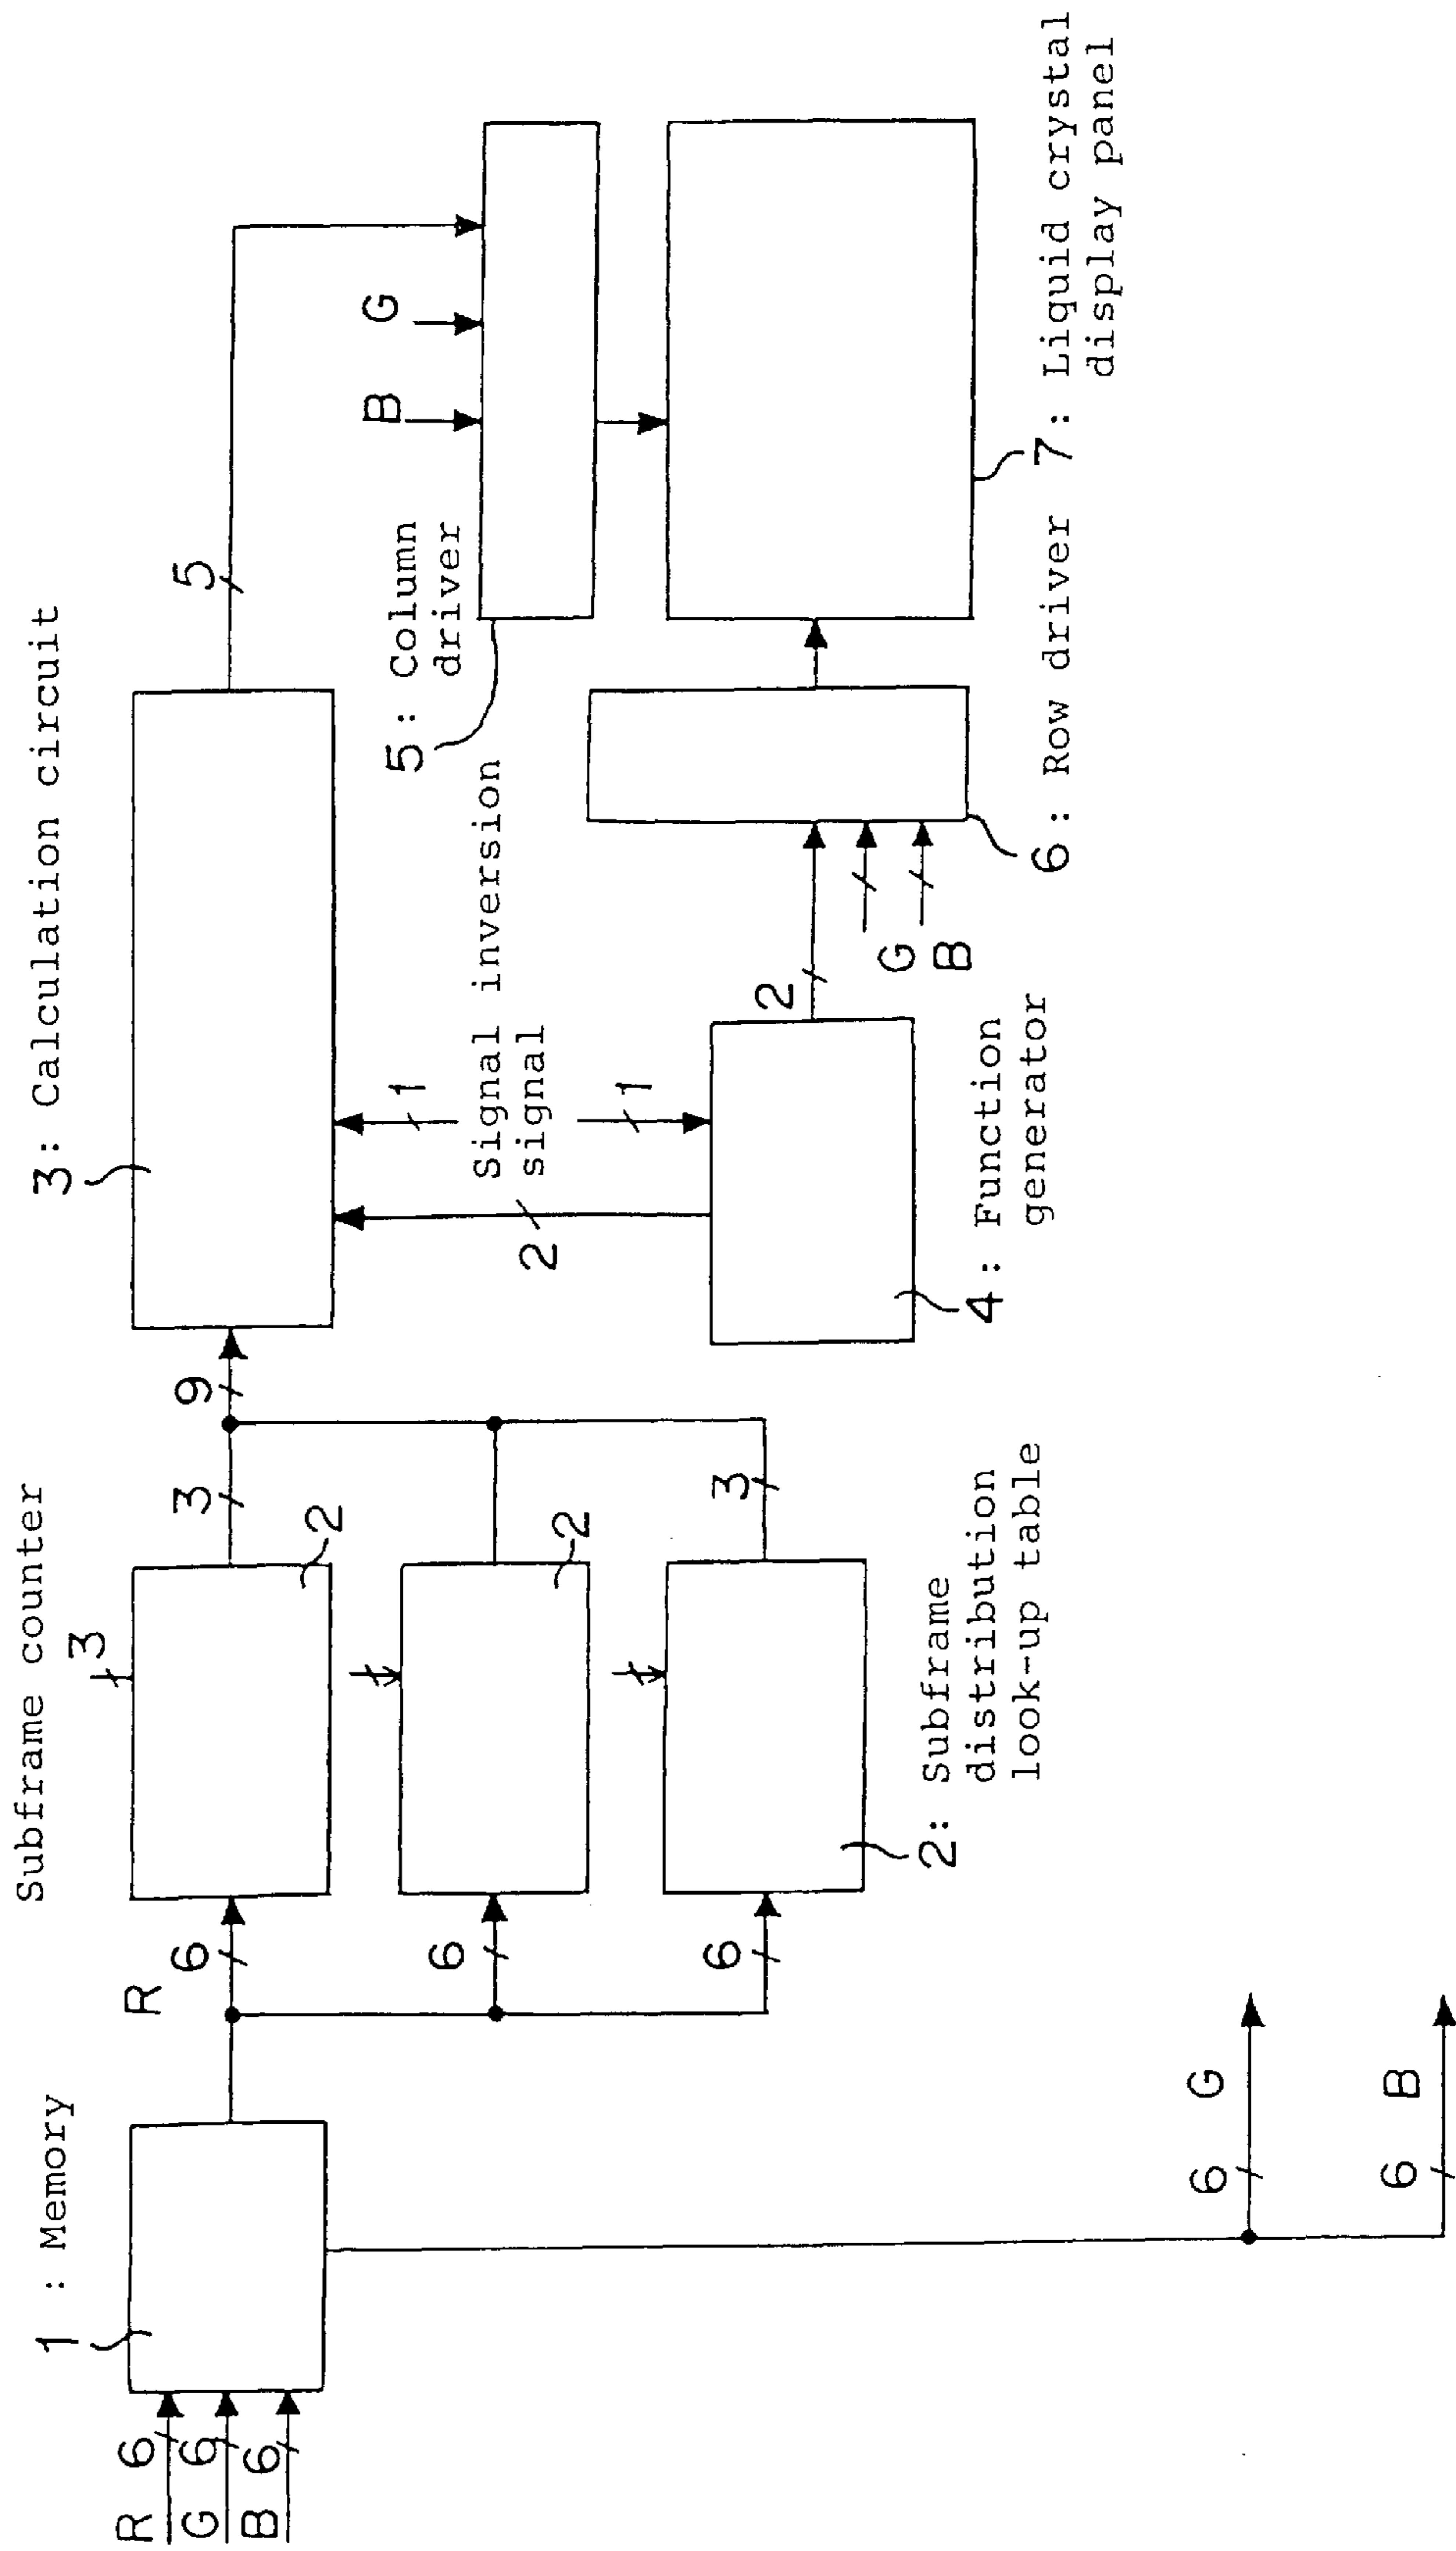 R 6
G 6
B 6
1 : Memory
R
6
6
6
6 G
6 B
Subframe counter
3
2
2
2: Subframe
distribution
look-up table
3
3
9
3: Calculation circuit
2
1
Signal inversion
signal
1
4: Function
generator
2
G
B
5
5: Column
driver
B
G
6: Row driver
7: Liquid crystal
display panel